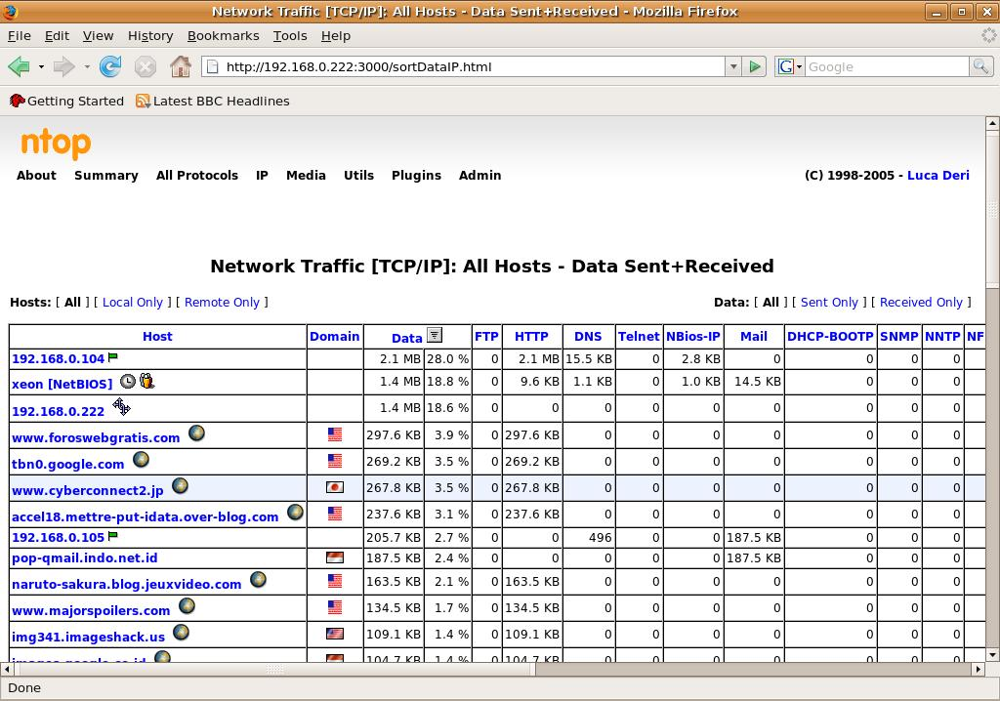 Network Traffic [TCP/IP]: All Hosts - Data Sent+Received - Mozilla Firefox
File Edit View History Bookmarks Tools Help
http://192.168.0.222:3000/sortDataIP.html G Google
Getting Started Latest BBC Headlines
ntop
About Summary All Protocols IP Media Utils Plugins Admin (C) 1998-2005 - Luca Deri
Network Traffic [TCP/IP]: All Hosts - Data Sent+Received
Hosts: [ All ] [ Local Only ] [ Remote Only ] Data: [ All ] [ Sent Only ] [ Received Only ]
Host Domain Data FTP HTTP DNS Telnet NBios-IP Mail DHCP-BOOTP SNMP NNTP NF
192.168.0.104 2.1 MB 28.0 % 0 2.1 MB 15.5 KB 0 2.8 KB 0 0 0 0
xeon [NetBIOS] 1.4 MB 18.8 % 0 9.6 KB 1.1 KB 0 1.0 KB 14.5 KB 0 0 0
192.168.0.222 1.4 MB 18.6 % 0 0 0 0 0 0 0 0 0
www.foroswebgratis.com 297.6 KB 3.9 % 0 297.6 KB 0 0 0 0 0 0 0
tbn0.google.com 269.2 KB 3.5 % 0 269.2 KB 0 0 0 0 0 0 0
www.cyberconnect2.jp 267.8 KB 3.5 % 0 267.8 KB 0 0 0 0 0 0 0
accel18.mettre-put-idata.over-blog.com 237.6 KB 3.1 % 0 237.6 KB 0 0 0 0 0 0 0
192.168.0.105 205.7 KB 2.7 % 0 0 496 0 0 187.5 KB 0 0 0
pop-qmail.indo.net.id 187.5 KB 2.4 % 0 0 0 0 0 187.5 KB 0 0 0
naruto-sakura.blog.jeuxvideo.com 163.5 KB 2.1 % 0 163.5 KB 0 0 0 0 0 0 0
www.majorspoilers.com 134.5 KB 1.7 % 0 134.5 KB 0 0 0 0 0 0 0
img341.imageshack.us 109.1 KB 1.4 % 0 109.1 KB 0 0 0 0 0 0 0
images.google.co.id 104.7 KB 1.4 % 0 104.7 KB 0 0 0 0 0 0 0
Done